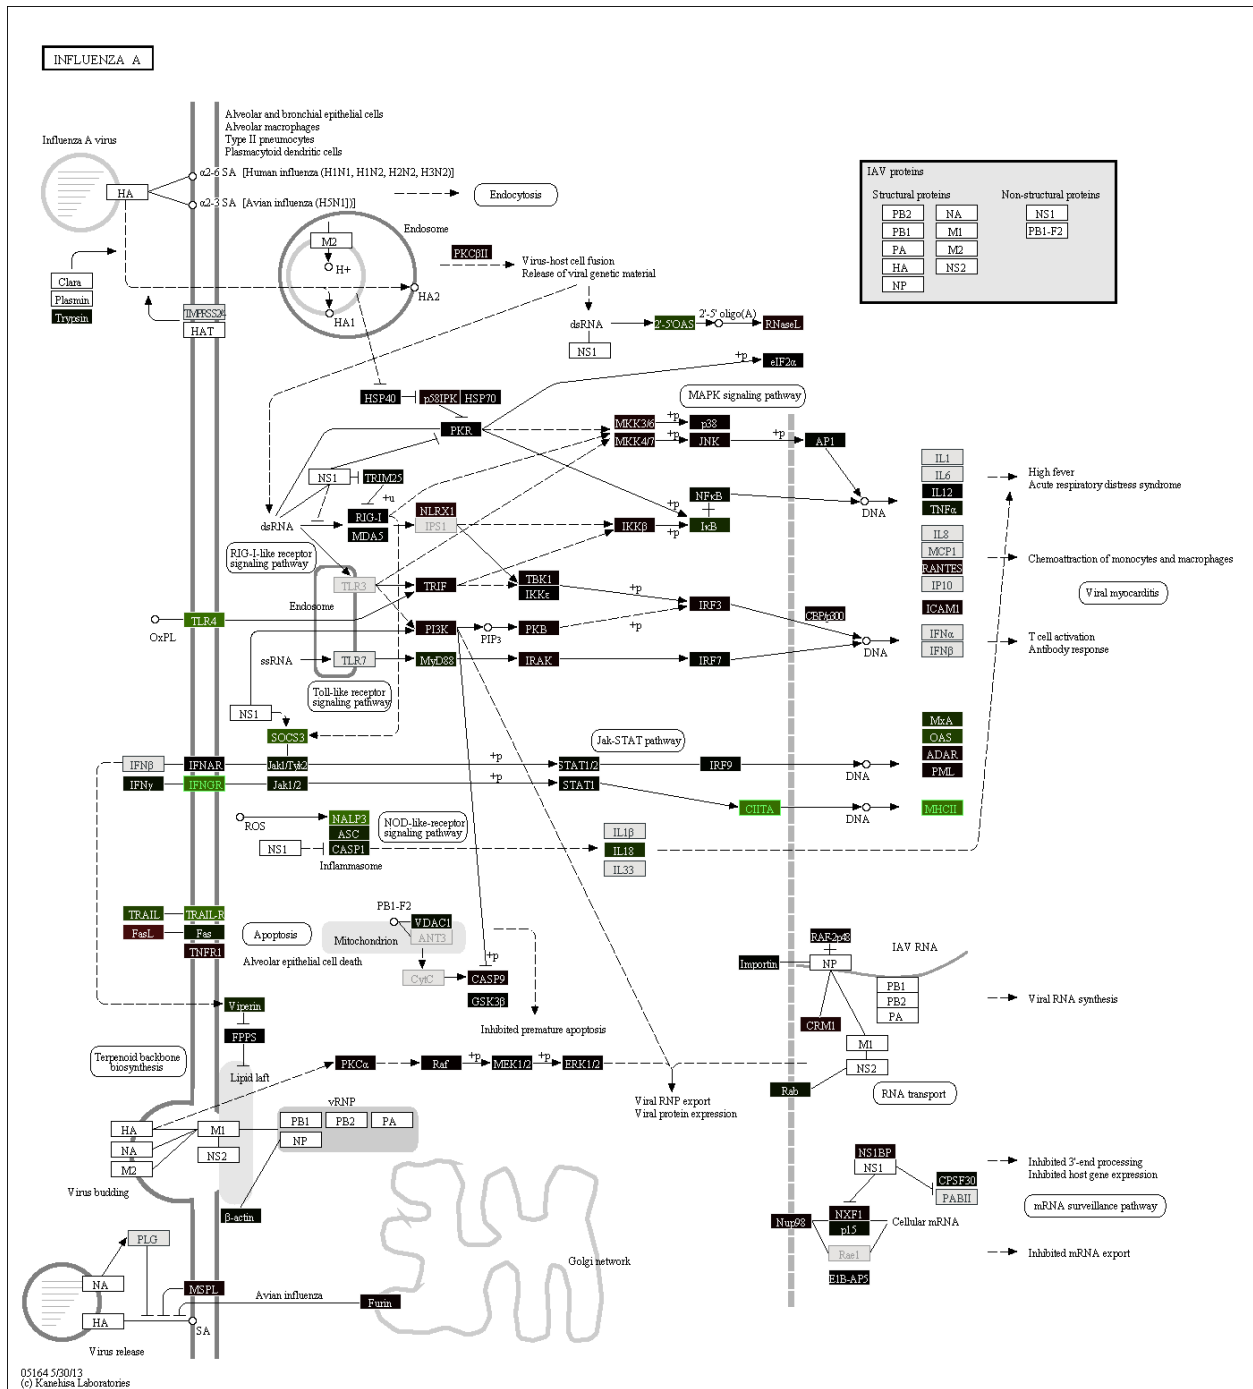 INFLUENZA A
Influenza A virus
Alveolar and bronchial epithelial cells
Alveolar macrophages
Type II pneumocytes
Plasmacytoid dendritic cells
HA
α2-6 SA [Human influenza (H1N1, H1N2, H2N2, H3N2)]
α2-3 SA [Avian influenza (H5N1)]
Endocytosis
IAV proteins
Structural proteins
Non-structural proteins
PB2
NA
NS1
PB1
M1
PB1-F2
PA
M2
HA
NS2
NP
Endosome
M2
H+
HA2
HA1
PKCβII
Virus-host cell fusion
Release of viral genetic material
Clara
Plasmin
Trypsin
TMPRSS2/4
HAT
dsRNA
NS1
2'-5'OAS
2'-5' oligo(A)
RNaseL
+p
eIF2α
HSP40
p58IPK
HSP70
PKR
MAPK signaling pathway
MKK3/6
+p
p38
MKK4/7
+p
JNK
+p
AP1
NS1
TRIM25
+u
dsRNA
RIG-I
MDA5
NLRX1
IPS1
RIG-I-like receptor
signaling pathway
IKKβ
+p
+p
NFκB
IκB
DNA
IL1
IL6
IL12
TNFα
High fever
Acute respiratory distress syndrome
IL8
MCP1
RANTES
IP10
Chemoattraction of monocytes and macrophages
Viral myocarditis
ICAM1
IFNα
IFNβ
T cell activation
Antibody response
Endosome
TLR3
TRIF
TBK1
IKKε
+p
IRF3
CBP/p300
OxPL
TLR4
PI3K
PIP3
PKB
+p
DNA
ssRNA
TLR7
MyD88
IRAK
IRF7
Toll-like receptor
signaling pathway
NS1
SOCS3
Jak-STAT pathway
IFNβ
IFNAR
Jak1/Tyk2
+p
STAT1/2
IRF9
DNA
MxA
OAS
ADAR
PML
IFNγ
IFNGR
Jak1/2
+p
STAT1
CIITA
DNA
MHCII
ROS
NALP3
ASC
NS1
CASP1
Inflammasome
NOD-like-receptor
signaling pathway
IL1β
IL18
IL33
TRAIL
TRAIL-R
FasL
Fas
TNFR1
Apoptosis
PB1-F2
VDAC1
ANT3
Mitochondrion
Alveolar epithelial cell death
CytC
+p
CASP9
GSK3β
Inhibited premature apoptosis
RAF-2p48
Importin
NP
IAV RNA
PB1
PB2
PA
Viral RNA synthesis
CRM1
M1
NS2
Rab
RNA transport
Viperin
FPPS
Terpenoid backbone
biosynthesis
Lipid laft
PKCα
Raf
+p
MEK1/2
+p
ERK1/2
Viral RNP export
Viral protein expression
vRNP
HA
NA
M2
M1
NS2
PB1
PB2
PA
NP
Virus budding
β-actin
NS1BP
NS1
CPSF30
PABII
Inhibited 3'-end processing
Inhibited host gene expression
mRNA surveillance pathway
Nup98
NXF1
p15
Cellular mRNA
Rae1
E1B-AP5
Inhibited mRNA export
Golgi network
PLG
NA
MSPL
Avian influenza
Furin
HA
SA
Virus release
05164 5/30/13
(c) Kanehisa Laboratories